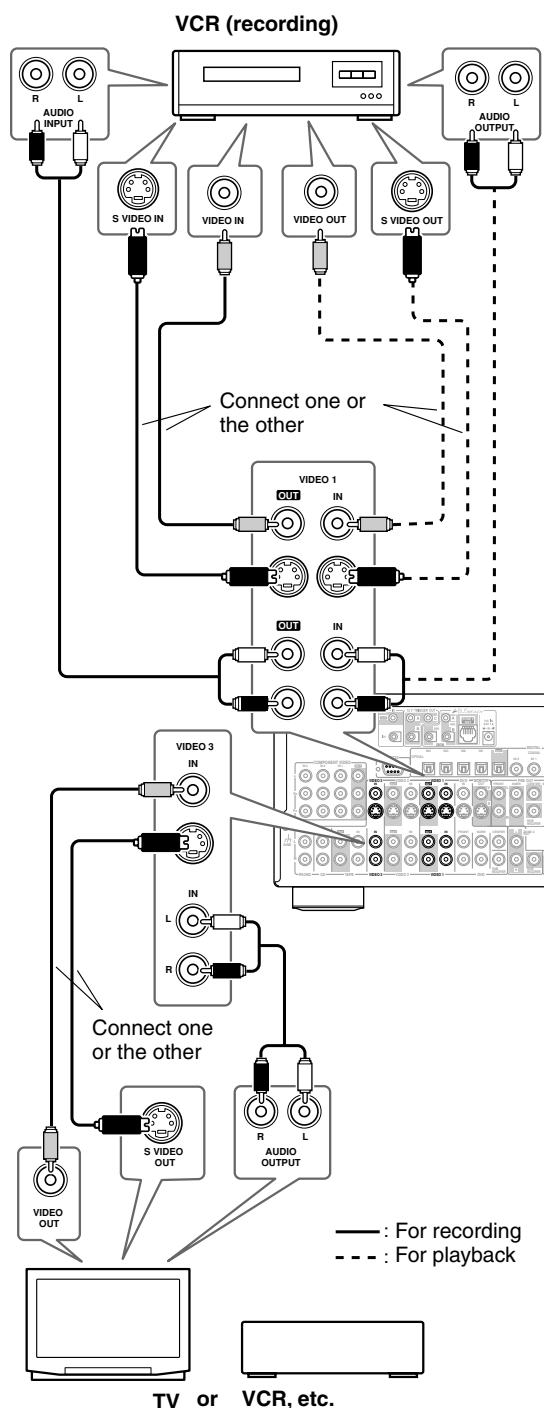 VCR (recording)
R
L
AUDIO
INPUT
R
L
AUDIO
OUTPUT
S VIDEO IN
VIDEO IN
VIDEO OUT
S VIDEO OUT
Connect one or
the other
VIDEO 1
OUT
IN
OUT
IN
VIDEO 3
IN
IN
L
R
COMPONENT VIDEO
Connect one
or the other
S VIDEO
OUT
R
L
AUDIO
OUTPUT
VIDEO
OUT
: For recording
: For playback
TV or VCR, etc.